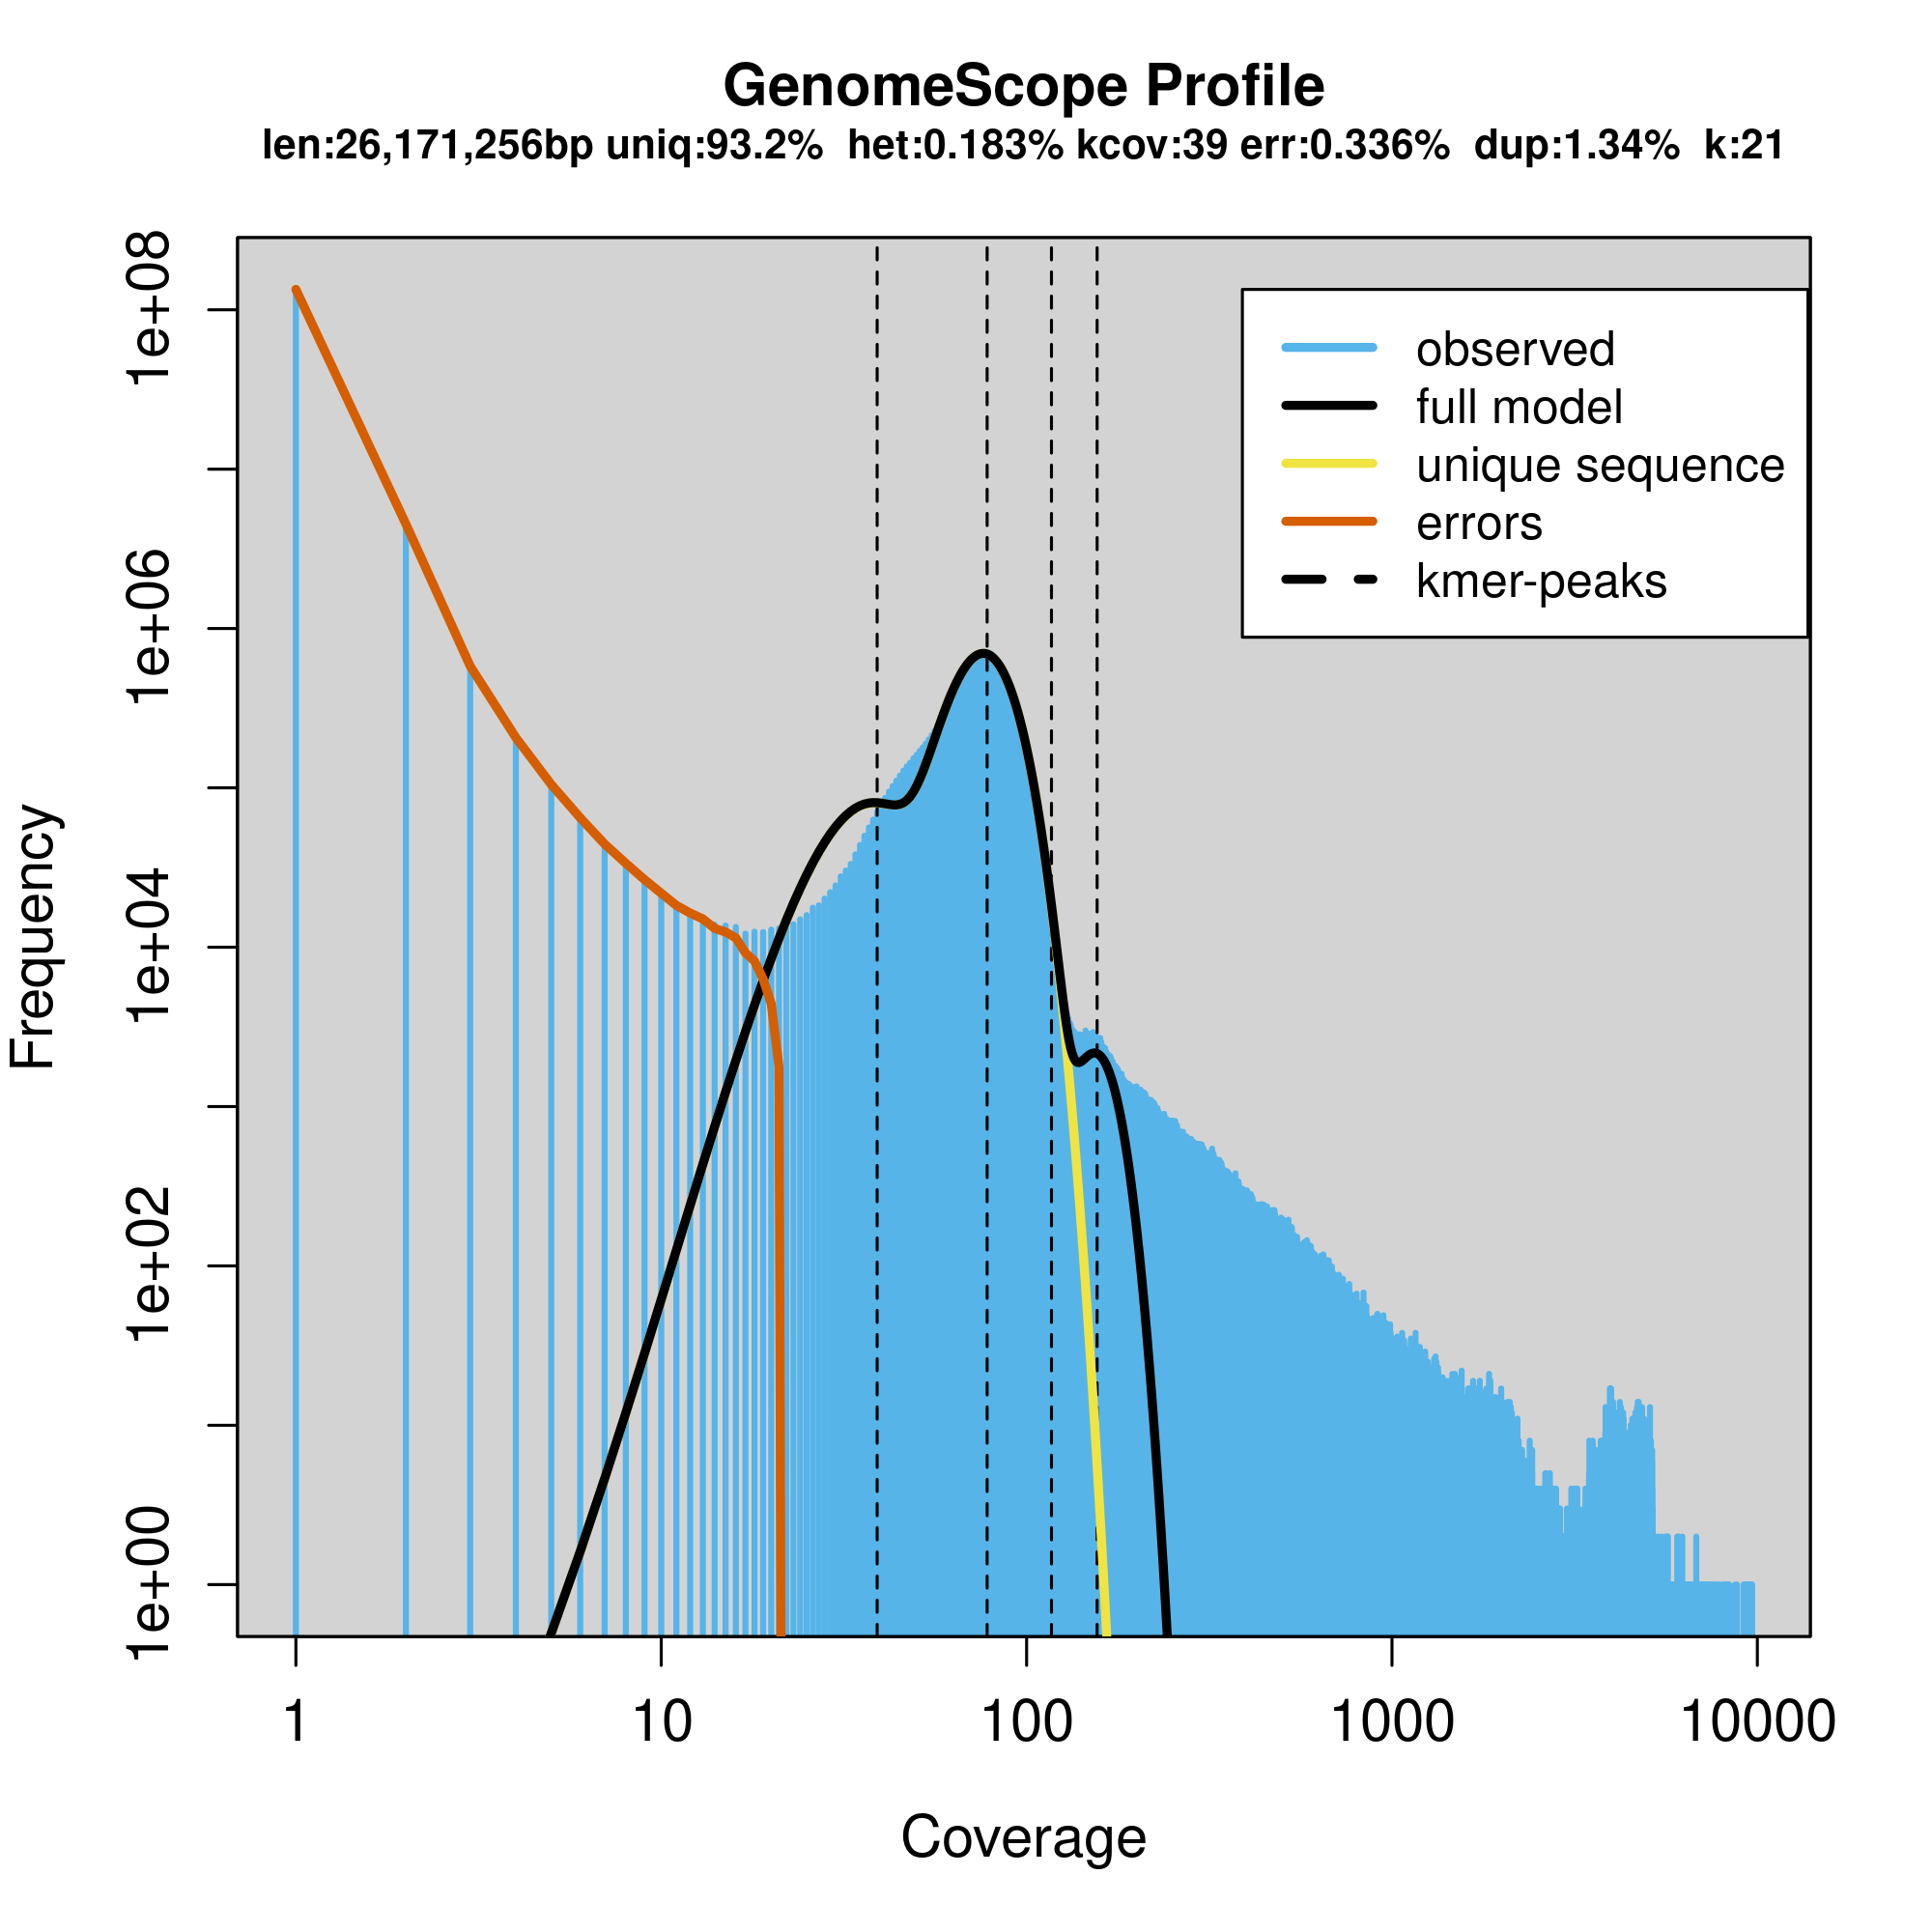 GenomeScope Profile
len:26,171,256bp uniq:93.2% het:0.183% kcov:39 err:0.336% dup:1.34% k:21
observed
full model
unique sequence
errors
kmer-peaks
Frequency
1e+08
1e+06
1e+04
1e+02
1e+00
1 10 100 1000 10000
Coverage